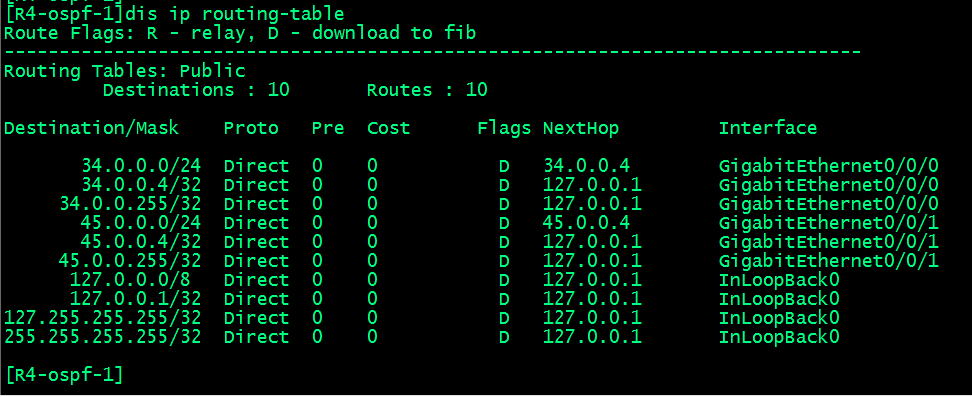 [R4-ospf-1]dis ip routing-table
Route Flags: R - relay, D - download to fib
------------------------------------------------------------------------------
Routing Tables: Public
         Destinations : 10       Routes : 10
Destination/Mask    Proto   Pre  Cost      Flags NextHop         Interface
       34.0.0.0/24  Direct  0    0           D   34.0.0.4        GigabitEthernet0/0/0
       34.0.0.4/32  Direct  0    0           D   127.0.0.1       GigabitEthernet0/0/0
     34.0.0.255/32  Direct  0    0           D   127.0.0.1       GigabitEthernet0/0/0
       45.0.0.0/24  Direct  0    0           D   45.0.0.4        GigabitEthernet0/0/1
       45.0.0.4/32  Direct  0    0           D   127.0.0.1       GigabitEthernet0/0/1
     45.0.0.255/32  Direct  0    0           D   127.0.0.1       GigabitEthernet0/0/1
      127.0.0.0/8   Direct  0    0           D   127.0.0.1       InLoopBack0
      127.0.0.1/32  Direct  0    0           D   127.0.0.1       InLoopBack0
127.255.255.255/32  Direct  0    0           D   127.0.0.1       InLoopBack0
255.255.255.255/32  Direct  0    0           D   127.0.0.1       InLoopBack0
[R4-ospf-1]